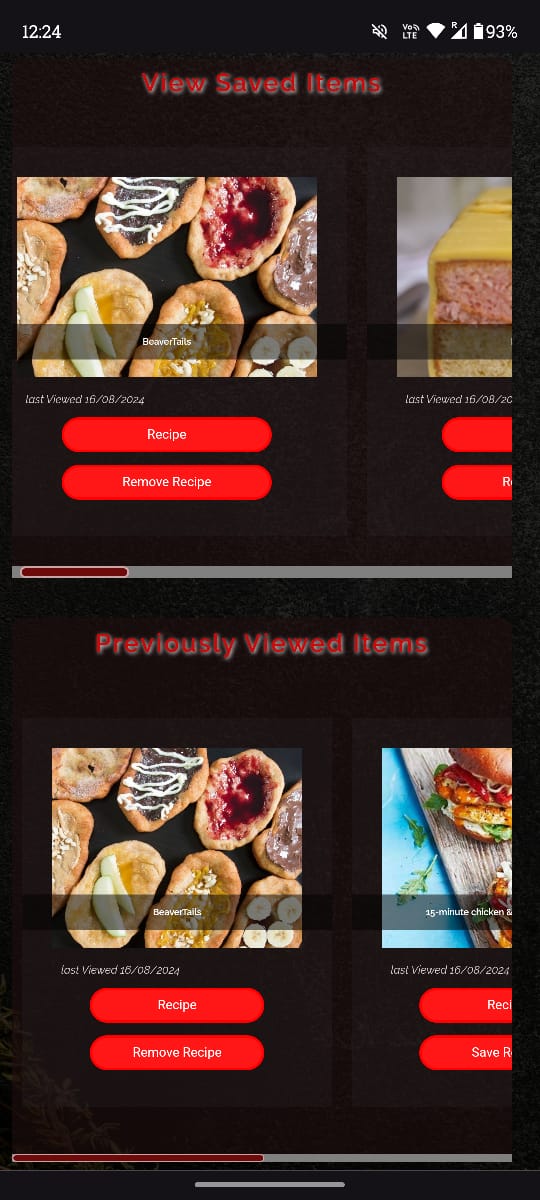 12:24
R
Vo)
LTE
93%
View Saved Items
BeaverTails
last Viewed 16/08/2024
last Viewed 16/08/20
Recipe
Remove Recipe
Previously Viewed Items
BeaverTails
15-minute chicken &
last Viewed 16/08/2024
last Viewed 16/08/2024
Recipe
Reci
Remove Recipe
Save R